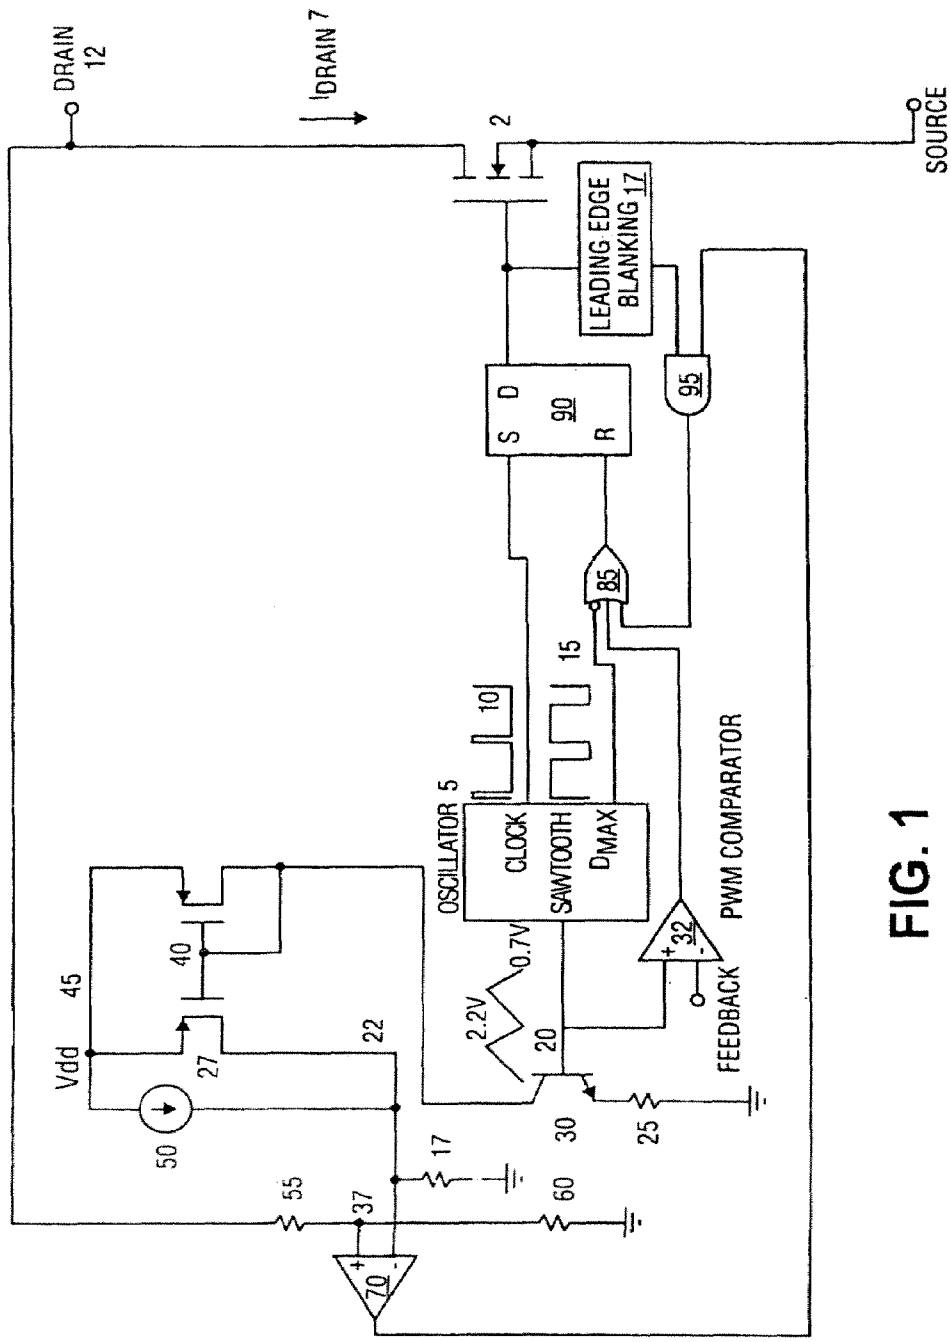 DRAIN
12
IDRAIN 7
2
SOURCE
LEADING EDGE
BLANKING 17
95
S D
90
R
85
15
10
OSCILLATOR 5
CLOCK
SAWTOOTH
DMAX
PWM COMPARATOR
+
32
-
FEEDBACK
2.2V
0.7V
20
30
25
45
Vdd
40
27
22
50
17
55
37
60
+
70
-
FIG. 1